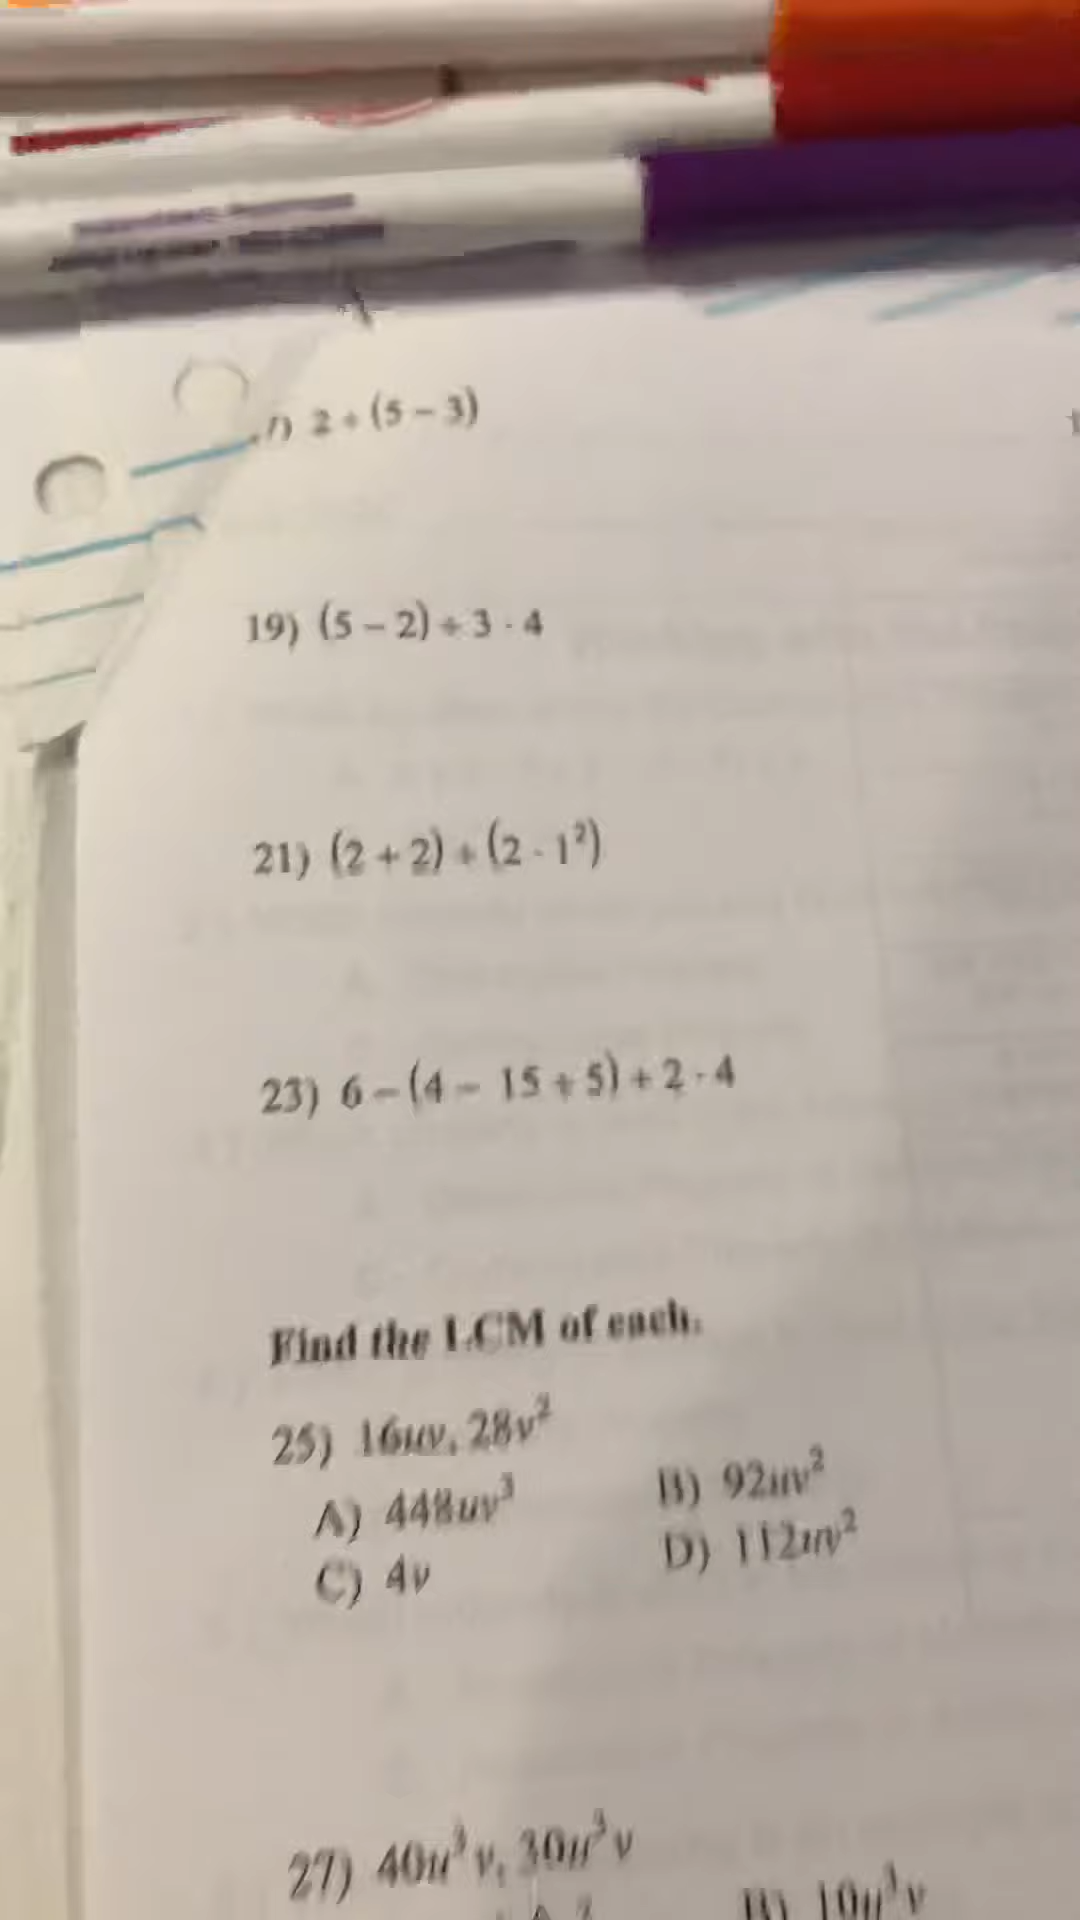 2 ÷ (5 − 3)
19) (5 − 2) ÷ 3 · 4
21) (2 + 2) ÷ (2 · 1²)
23) 6 − (4 − 15 ÷ 5) + 2 · 4
Find the LCM of each.
25) 16uv, 28v²
A) 448uv³ B) 92uv²
C) 4v D) 112uv²
27) 40u³v, 30u³v
B) 10u³v